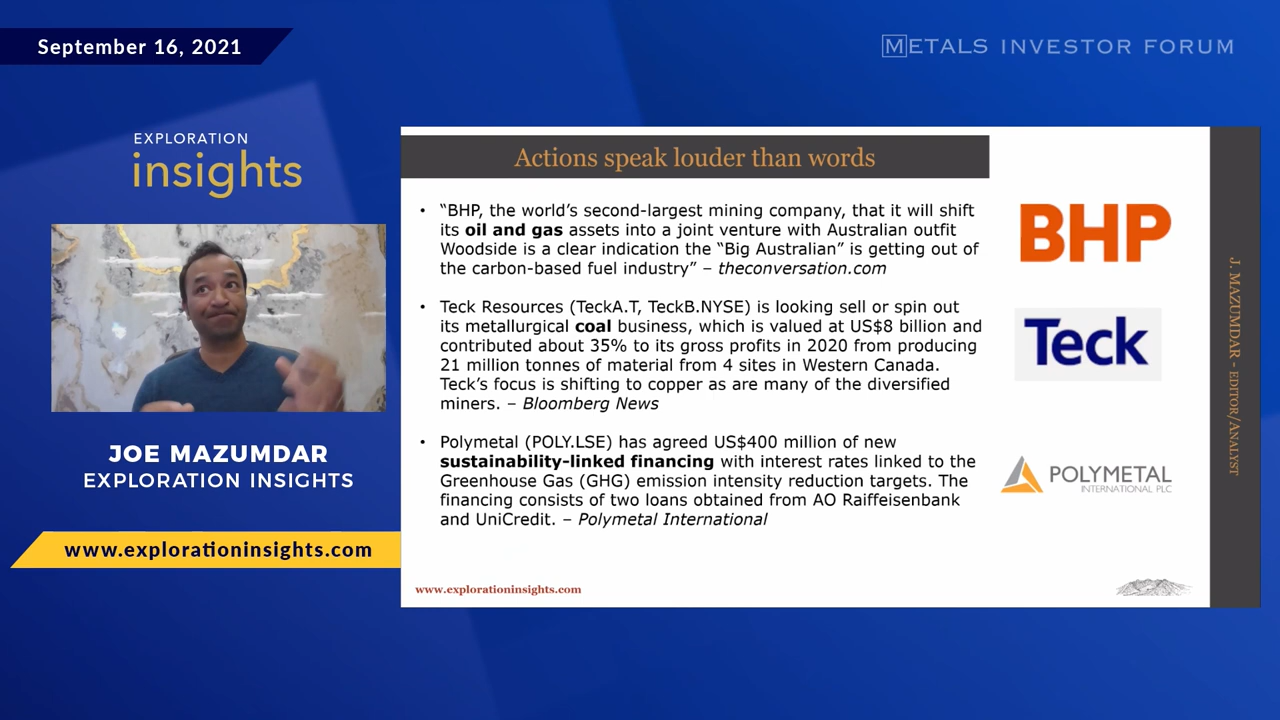 September 16, 2021
METALS INVESTOR FORUM
EXPLORATION
insights
JOE MAZUMDAR
EXPLORATION INSIGHTS
www.explorationinsights.com
Actions speak louder than words
• “BHP, the world’s second-largest mining company, that it will shift
its oil and gas assets into a joint venture with Australian outfit
Woodside is a clear indication the “Big Australian” is getting out of
the carbon-based fuel industry” – theconversation.com
• Teck Resources (TeckA.T, TeckB.NYSE) is looking sell or spin out
its metallurgical coal business, which is valued at US$8 billion and
contributed about 35% to its gross profits in 2020 from producing
21 million tonnes of material from 4 sites in Western Canada.
Teck’s focus is shifting to copper as are many of the diversified
miners. – Bloomberg News
• Polymetal (POLY.LSE) has agreed US$400 million of new
sustainability-linked financing with interest rates linked to the
Greenhouse Gas (GHG) emission intensity reduction targets. The
financing consists of two loans obtained from AO Raiffeisenbank
and UniCredit. – Polymetal International
www.explorationinsights.com
BHP
Teck
POLYMETAL
INTERNATIONAL PLC
J. MAZUMDAR - EDITOR/ANALYST